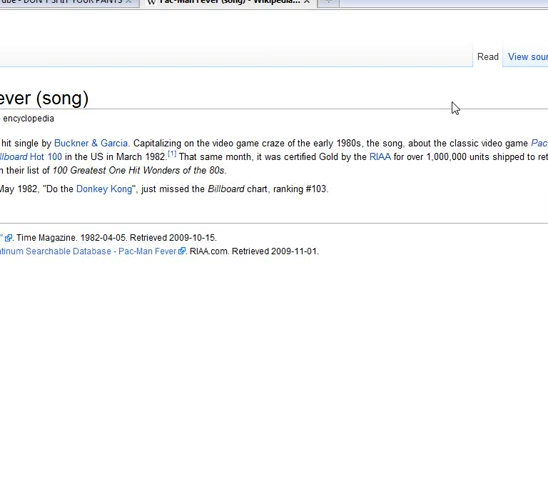 ube - DON'T SHIT YOUR PANTS × Pac-Man Fever (song) - Wikipedia... ×
Read View sour
ever (song)
encyclopedia
hit single by Buckner & Garcia. Capitalizing on the video game craze of the early 1980s, the song, about the classic video game Pac
llboard Hot 100 in the US in March 1982.[1] That same month, it was certified Gold by the RIAA for over 1,000,000 units shipped to ret
n their list of 100 Greatest One Hit Wonders of the 80s.
May 1982, "Do the Donkey Kong", just missed the Billboard chart, ranking #103.
". Time Magazine. 1982-04-05. Retrieved 2009-10-15.
tinum Searchable Database - Pac-Man Fever. RIAA.com. Retrieved 2009-11-01.